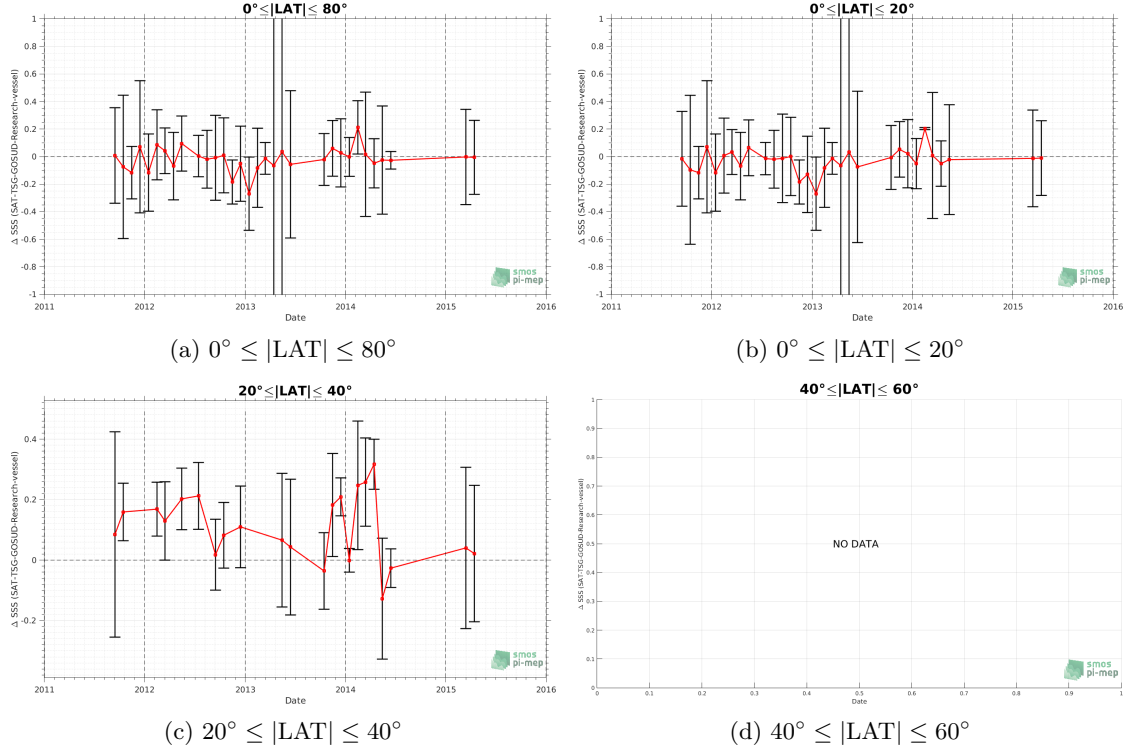 0°≤|LAT|≤ 80°
Δ SSS (SAT-TSG-GOSUD-Research-vessel)
1
0.8
0.6
0.4
0.2
0
-0.2
-0.4
-0.6
-0.8
-1
2011 2012 2013 2014 2015 2016
Date
smos
pi-mep
(a) 0° ≤ |LAT| ≤ 80°
0°≤|LAT|≤ 20°
Δ SSS (SAT-TSG-GOSUD-Research-vessel)
1
0.8
0.6
0.4
0.2
0
-0.2
-0.4
-0.6
-0.8
-1
2011 2012 2013 2014 2015 2016
Date
smos
pi-mep
(b) 0° ≤ |LAT| ≤ 20°
20°≤|LAT|≤ 40°
Δ SSS (SAT-TSG-GOSUD-Research-vessel)
0.4
0.2
0
-0.2
2011 2012 2013 2014 2015 2016
Date
smos
pi-mep
(c) 20° ≤ |LAT| ≤ 40°
40°≤|LAT|≤ 60°
Δ SSS (SAT-TSG-GOSUD-Research-vessel)
1
0.9
0.8
0.7
0.6
0.5
0.4
0.3
0.2
0.1
0
NO DATA
0 0.1 0.2 0.3 0.4 0.5 0.6 0.7 0.8 0.9 1
Date
smos
pi-mep
(d) 40° ≤ |LAT| ≤ 60°